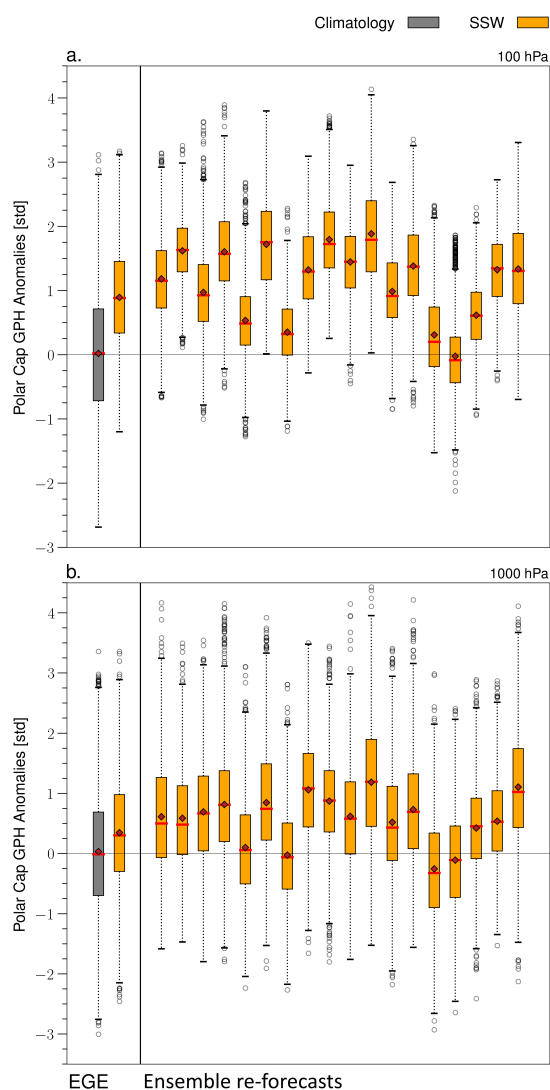 Climatology SSW
a. 100 hPa
4
3
2
1
0
−1
−2
−3
Polar Cap GPH Anomalies [std]
b. 1000 hPa
4
3
2
1
0
−1
−2
−3
Polar Cap GPH Anomalies [std]
EGE Ensemble re-forecasts